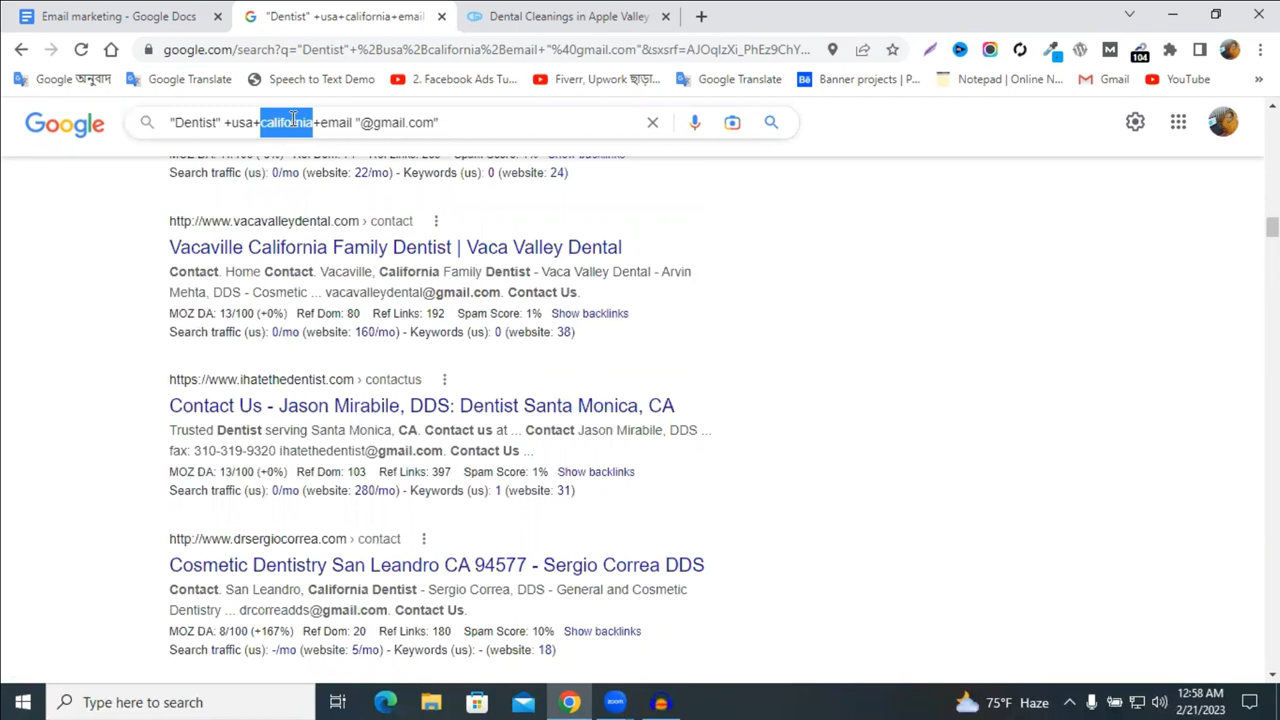 Email marketing - Google Docs
"Dentist" +usa+california+email
Dental Cleanings in Apple Valley
google.com/search?q="Dentist"+%2Busa%2Bcalifornia%2Bemail+"%40gmail.com"&sxsrf=AJOqlzXi_PhEz9ChY...
104
Google অনুবাদ
Google Translate
Speech to Text Demo
2. Facebook Ads Tu...
Fiverr, Upwork ছাড়া...
Google Translate
Banner projects | P...
Notepad | Online N...
Gmail
YouTube
»
Google
"Dentist" +usa+california+email "@gmail.com"
Search traffic (us): 0/mo (website: 22/mo) - Keywords (us): 0 (website: 24)
http://www.vacavalleydental.com › contact
Vacaville California Family Dentist | Vaca Valley Dental
Contact. Home Contact. Vacaville, California Family Dentist - Vaca Valley Dental - Arvin
Mehta, DDS - Cosmetic ... vacavalleydental@gmail.com. Contact Us.
MOZ DA: 13/100 (+0%) Ref Dom: 80 Ref Links: 192 Spam Score: 1% Show backlinks
Search traffic (us): 0/mo (website: 160/mo) - Keywords (us): 0 (website: 38)
https://www.ihatethedentist.com › contactus
Contact Us - Jason Mirabile, DDS: Dentist Santa Monica, CA
Trusted Dentist serving Santa Monica, CA. Contact us at ... Contact Jason Mirabile, DDS ...
fax: 310-319-9320 ihatethedentist@gmail.com. Contact Us ...
MOZ DA: 13/100 (+0%) Ref Dom: 103 Ref Links: 397 Spam Score: 1% Show backlinks
Search traffic (us): 0/mo (website: 280/mo) - Keywords (us): 1 (website: 31)
http://www.drsergiocorrea.com › contact
Cosmetic Dentistry San Leandro CA 94577 - Sergio Correa DDS
Contact. San Leandro, California Dentist - Sergio Correa, DDS - General and Cosmetic
Dentistry ... drcorreadds@gmail.com. Contact Us.
MOZ DA: 8/100 (+167%) Ref Dom: 20 Ref Links: 180 Spam Score: 10% Show backlinks
Search traffic (us): -/mo (website: 5/mo) - Keywords (us): - (website: 18)
Type here to search
zoom
75°F Haze
12:58 AM
2/21/2023